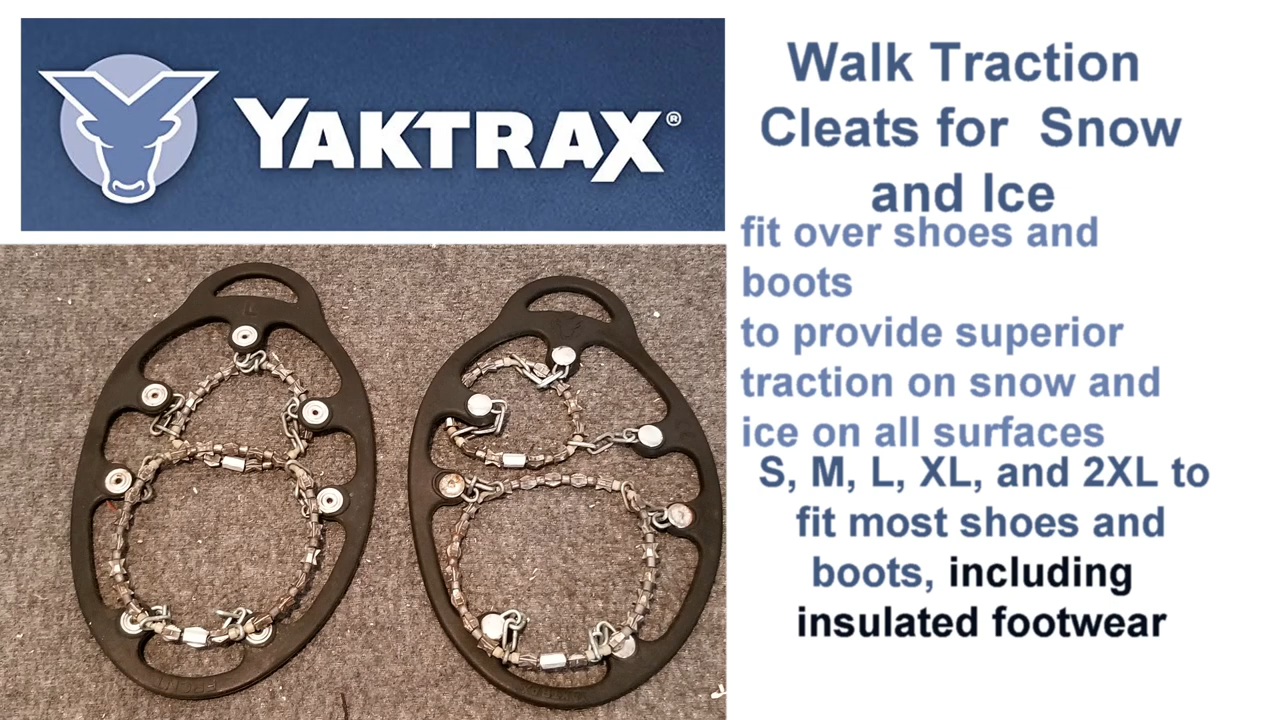 YAKTRAX®
Walk Traction
Cleats for Snow
and Ice
fit over shoes and
boots
to provide superior
traction on snow and
ice on all surfaces
S, M, L, XL, and 2XL to
fit most shoes and
boots, including
insulated footwear